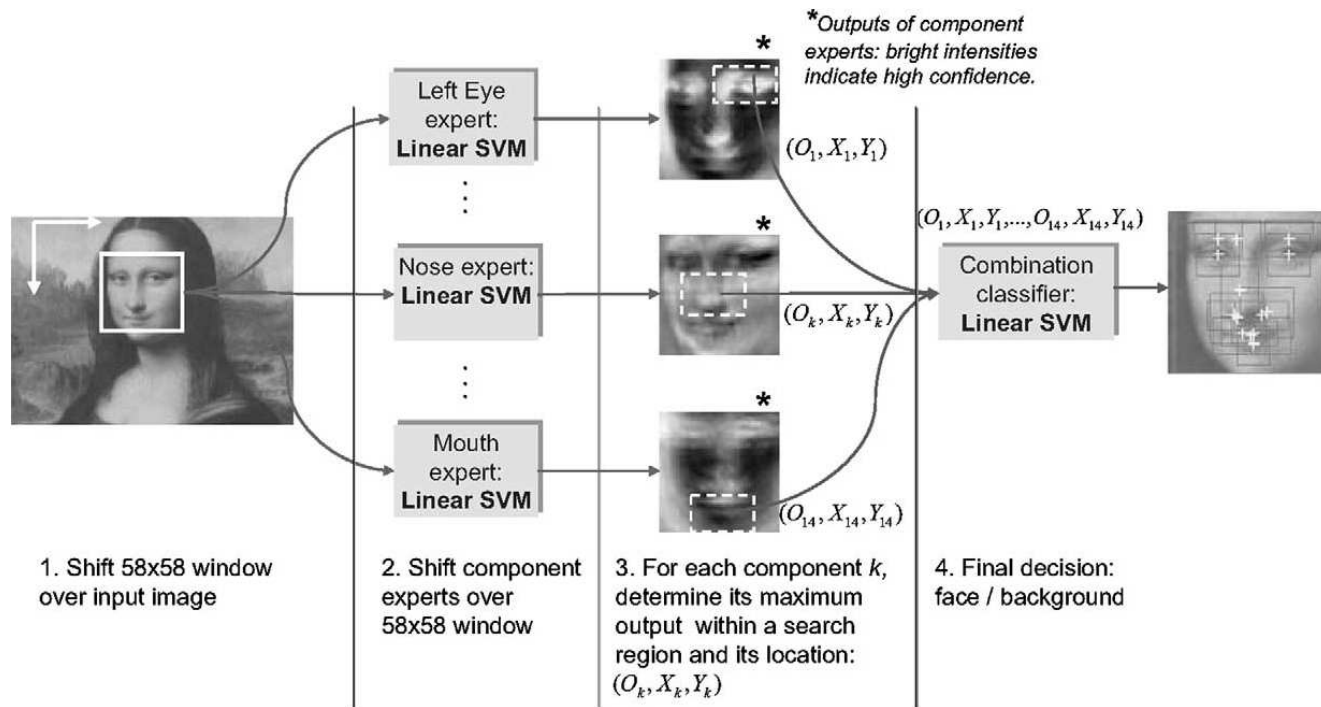 *Outputs of component
experts: bright intensities
indicate high confidence.
Left Eye
expert:
Linear SVM
*
(O₁, X₁, Y₁)
⋮
Nose expert:
Linear SVM
*
(Oₖ, Xₖ, Yₖ)
(O₁, X₁, Y₁,..., O₁₄, X₁₄, Y₁₄)
Combination
classifier:
Linear SVM
⋮
Mouth
expert:
Linear SVM
*
(O₁₄, X₁₄, Y₁₄)
1. Shift 58x58 window
over input image
2. Shift component
experts over
58x58 window
3. For each component k,
determine its maximum
output within a search
region and its location:
(Oₖ, Xₖ, Yₖ)
4. Final decision:
face / background